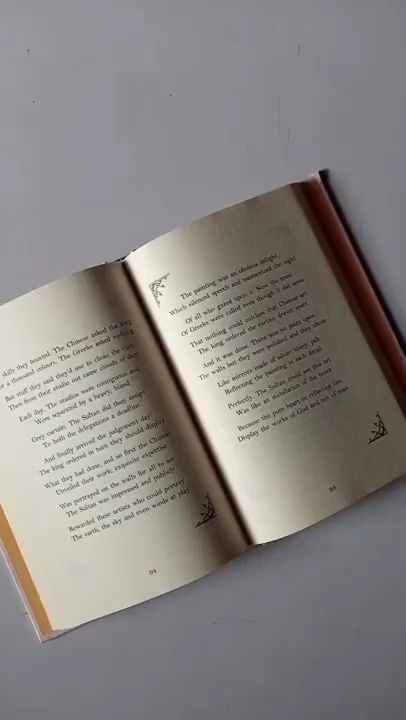 skills they boasted. The Chinese asked the king
or a thousand colours. The Greeks asked nothing
But stuff they said they'd use to clean the dirt
Then from their studio out came clouds of dust
Each day. The studios were contiguous and
Were separated by a heavy, bland
Grey curtain. The Sultan did then assign
To both the delegations a deadline
And finally arrived the judgement day
The king ordered in turn they should display
What they had done, and so first the Chinese
Unveiled their work; exquisite expertise
Was portrayed on the walls for all to see
The Sultan was impressed and publicly
Rewarded these artists who could portray
The earth, the sky and even winds at play
94
The painting was an obvious delight
Which silenced speech and mesmerized the sight
Of all who gazed upon it. Now the team
Of Greeks were called even though it did seem
That nothing could outclass that Chinese art
The king ordered the curtain drawn apart
And it was done. There was no paint upon
The walls but they were polished and they shone
Like mirrors made of silver, misty, pale
Reflecting the painting in each detail
Perfectly. The Sultan could see this art
Was like an installation of the heart
Because the pure heart in reflection can
Display the works of God and not of man.
95